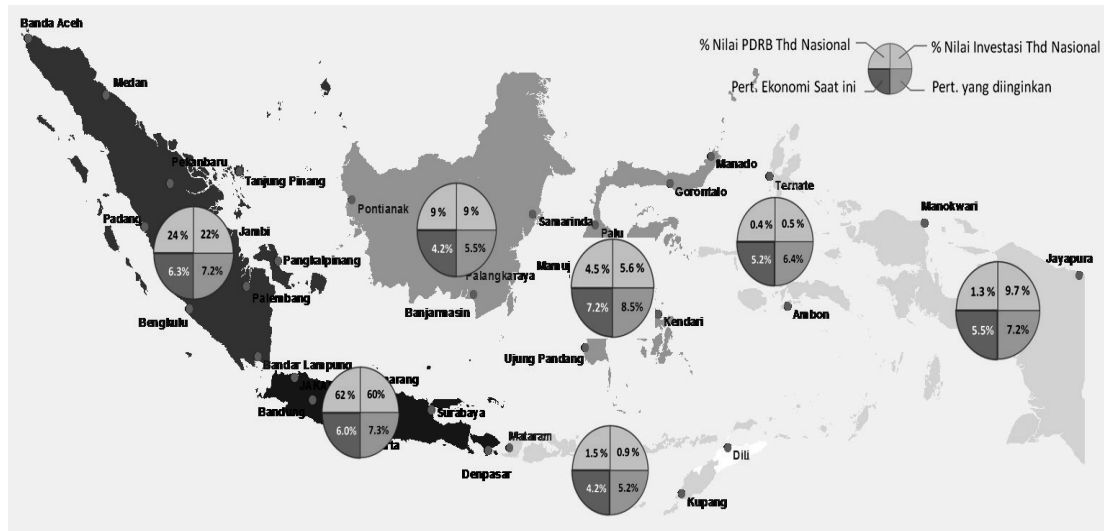 Banda Aceh
% Nilai PDRB Thd Nasional
% Nilai Investasi Thd Nasional
Pert. Ekonomi Saat ini
Pert. yang diinginkan
Medan
Pekanbaru
Tanjung Pinang
Manado
Gorontalo
Ternate
Pontianak
Samarinda
Manokwari
Padang
Jambi
Palu
24 % 22%
6.3% 7.2%
9 % 9 %
4.2% 5.5%
0.4 % 0.5 %
5.2% 6.4%
Pangkalpinang
Palangkaraya
Mamuj
4.5 % 5.6 %
7.2% 8.5%
Jayapura
1.3 % 9.7 %
5.5% 7.2%
Palembang
Bengkulu
Banjarmasin
Kendari
Ambon
Ujung Pandang
Bandar Lampung
JAKA
marang
62 % 60%
6.0% 7.3%
Bandung
Surabaya
rta
Mataram
Denpasar
1.5 % 0.9 %
4.2% 5.2%
Dili
Kupang